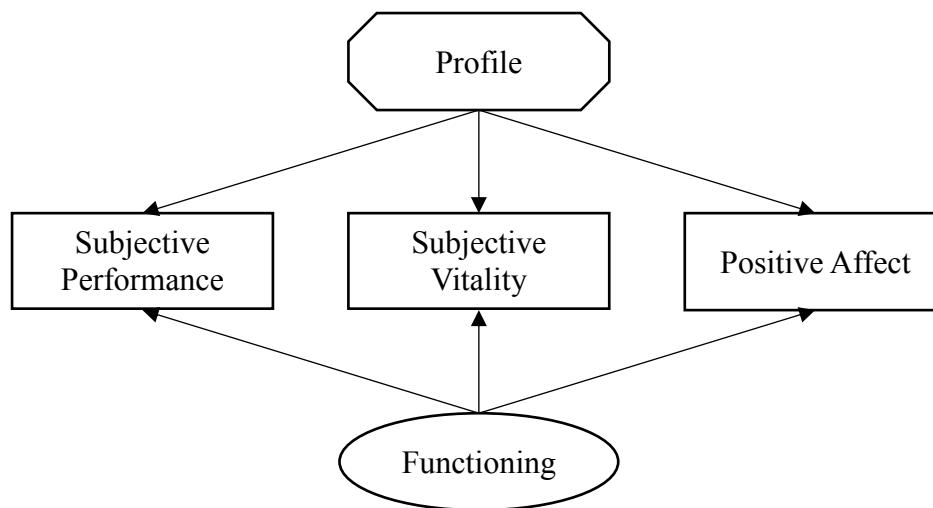 Profile
Subjective
Performance
Subjective
Vitality
Positive Affect
Functioning